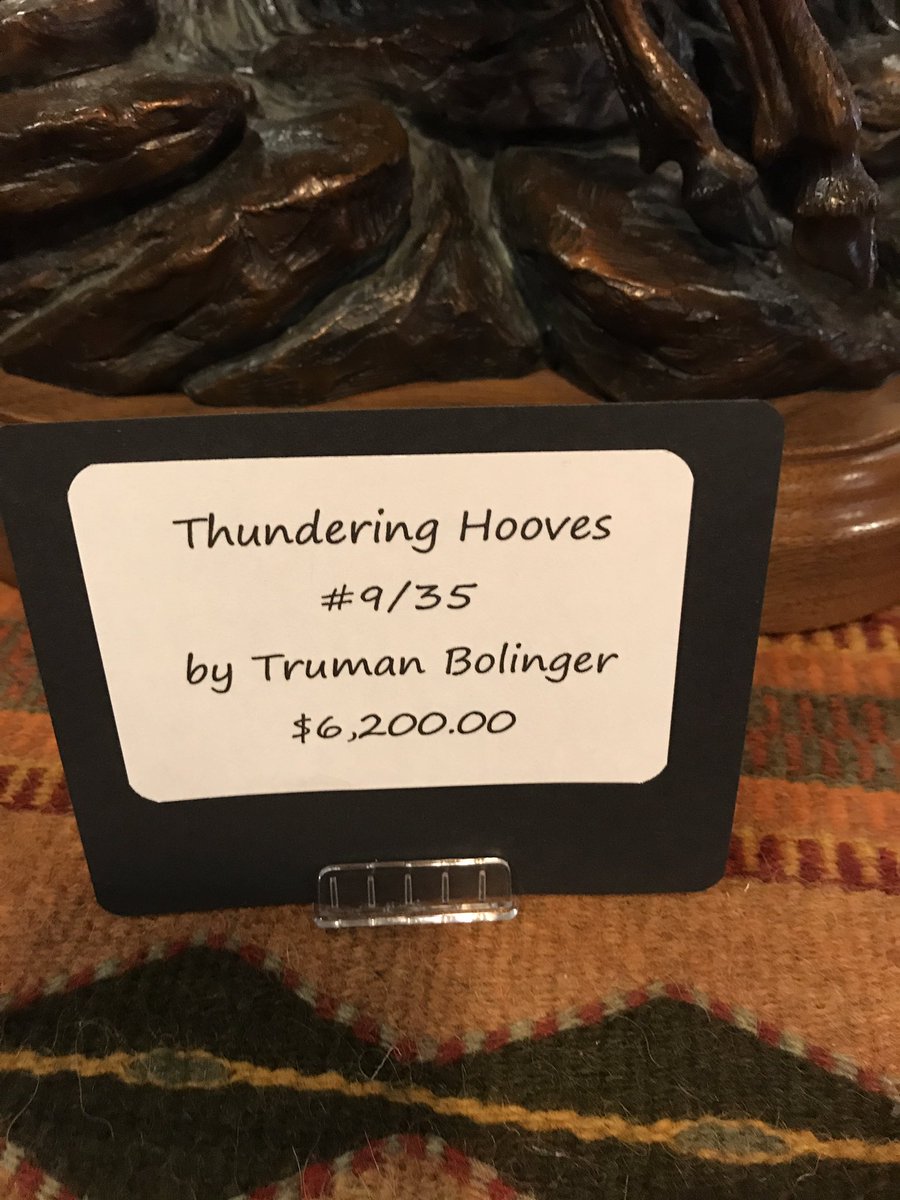 Thundering Hooves
#9/35
by Truman Bolinger
$6,200.00